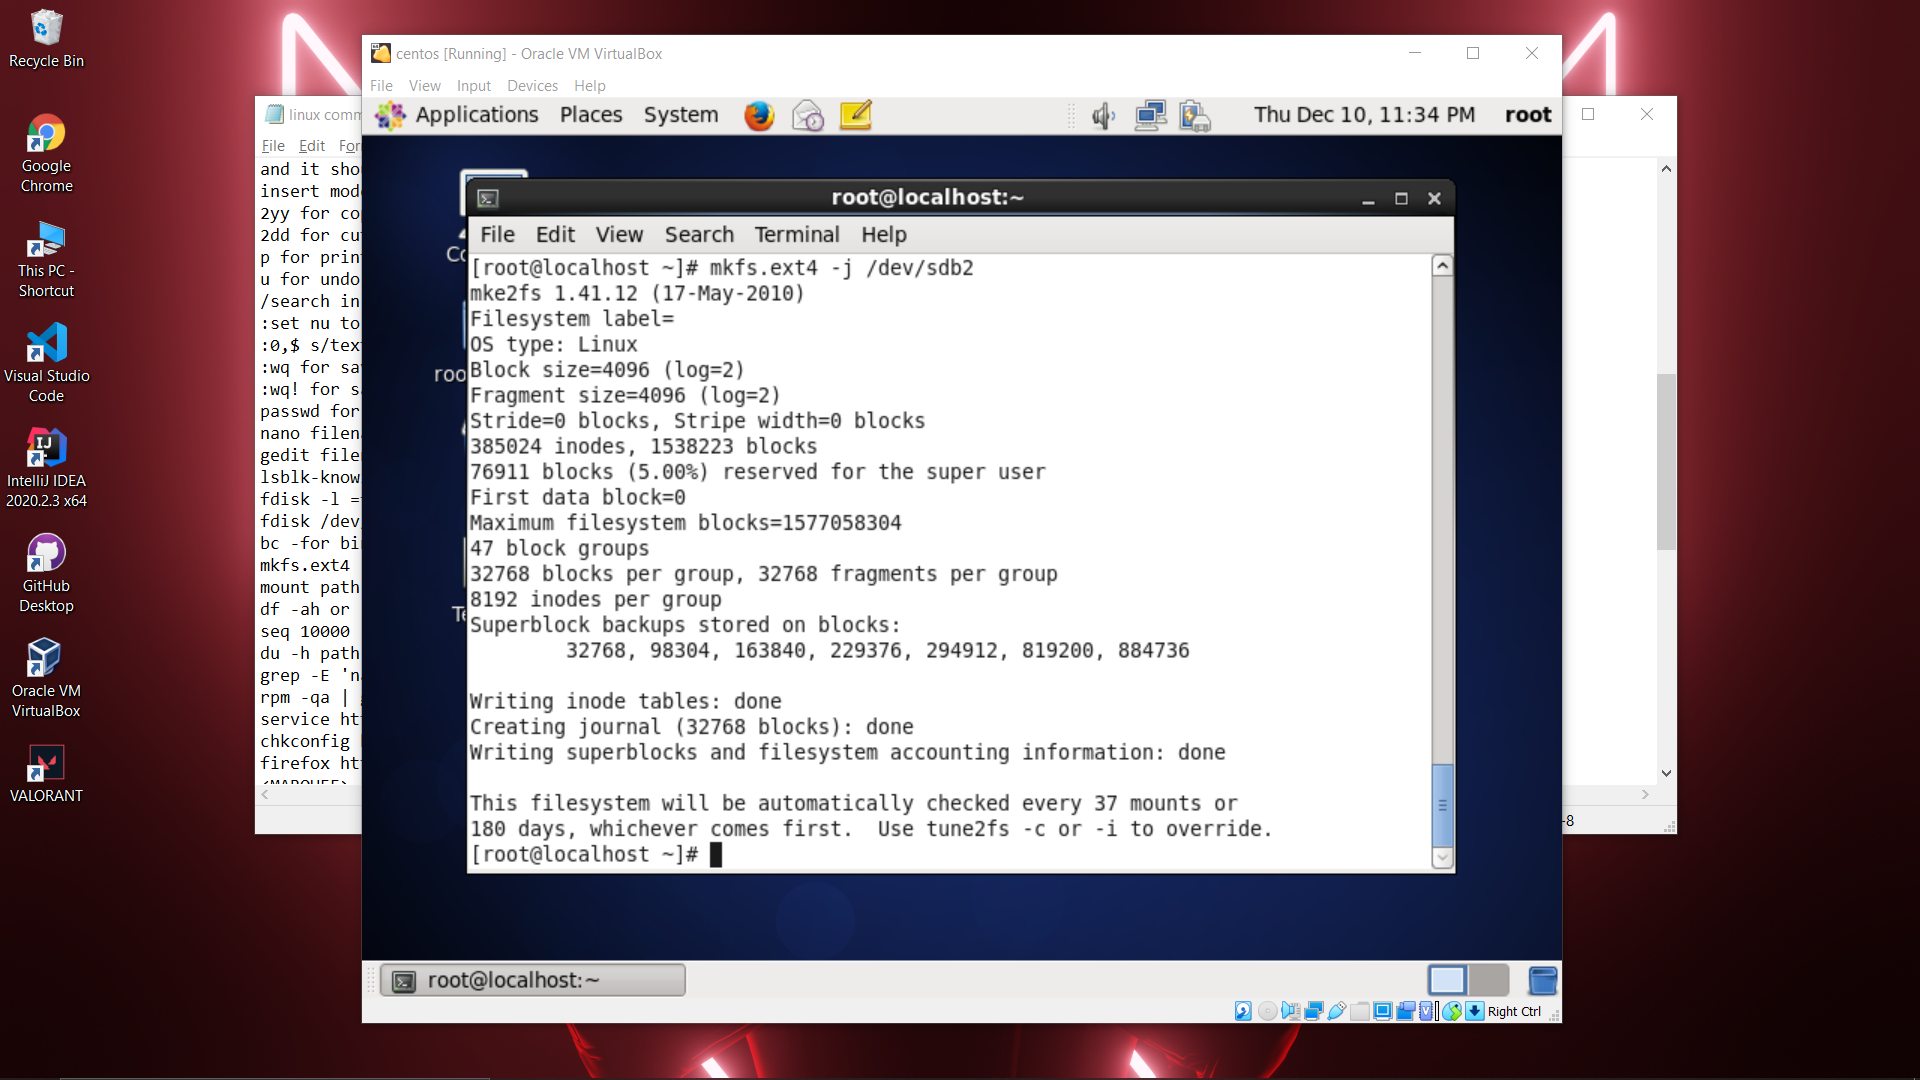 Recycle Bin
Google
Chrome
This PC -
Shortcut
Visual Studio
Code
IntelliJ IDEA
2020.2.3 x64
GitHub
Desktop
Oracle VM
VirtualBox
VALORANT
linux comm
File Edit For
and it sho
insert mod
2yy for co
2dd for cu
p for prin
u for undo
/search in
:set nu to
:0,$ s/tex
:wq for sa
:wq! for s
passwd for
nano filen
gedit file
lsblk-know
fdisk -l =
fdisk /dev
bc -for bi
mkfs.ext4
mount path
df -ah or
seq 10000
du -h path
grep -E 'n
rpm -qa |
service ht
chkconfig
firefox ht
<MARQUEE>
-8
centos [Running] - Oracle VM VirtualBox
File View Input Devices Help
Applications Places System Thu Dec 10, 11:34 PM root
Co
roo
Te
root@localhost:~
File Edit View Search Terminal Help
[root@localhost ~]# mkfs.ext4 -j /dev/sdb2
mke2fs 1.41.12 (17-May-2010)
Filesystem label=
OS type: Linux
Block size=4096 (log=2)
Fragment size=4096 (log=2)
Stride=0 blocks, Stripe width=0 blocks
385024 inodes, 1538223 blocks
76911 blocks (5.00%) reserved for the super user
First data block=0
Maximum filesystem blocks=1577058304
47 block groups
32768 blocks per group, 32768 fragments per group
8192 inodes per group
Superblock backups stored on blocks:
32768, 98304, 163840, 229376, 294912, 819200, 884736
Writing inode tables: done
Creating journal (32768 blocks): done
Writing superblocks and filesystem accounting information: done
This filesystem will be automatically checked every 37 mounts or
180 days, whichever comes first.  Use tune2fs -c or -i to override.
[root@localhost ~]#
root@localhost:~
Right Ctrl